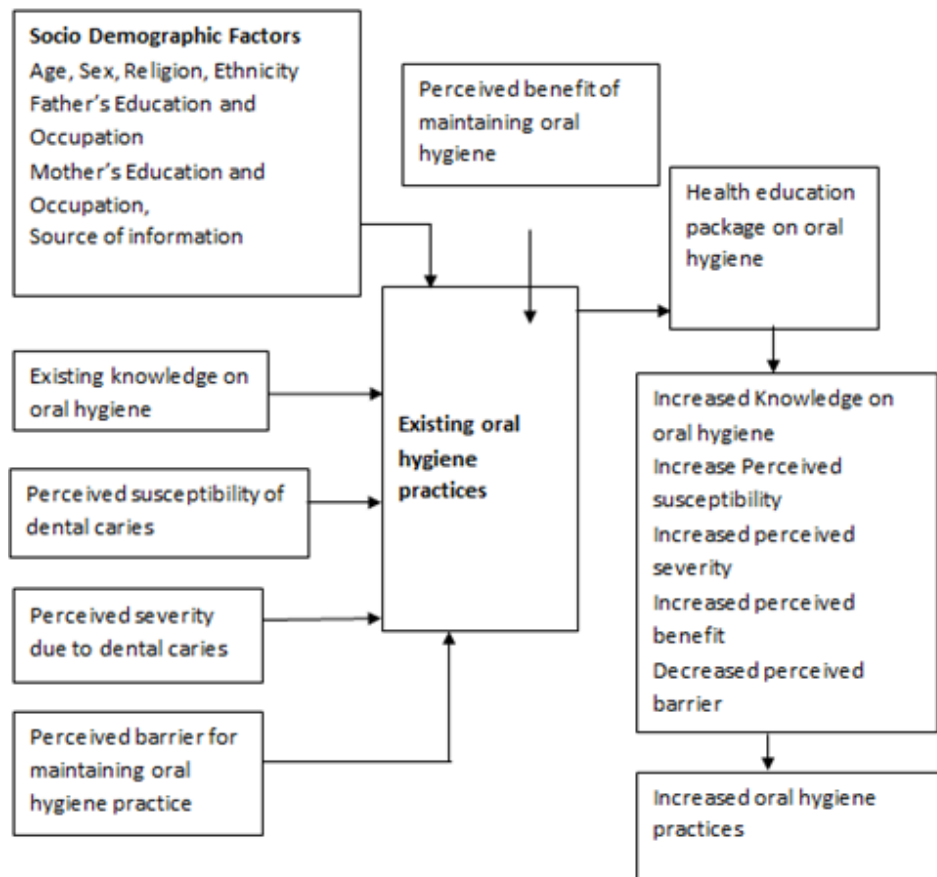 Socio Demographic Factors
Age, Sex, Religion, Ethnicity
Father's Education and
Occupation
Mother's Education and
Occupation,
Source of information
Perceived benefit of
maintaining oral
hygiene
Health education
package on oral
hygiene
Existing knowledge on
oral hygiene
Perceived susceptibility of
dental caries
Perceived severity
due to dental caries
Perceived barrier for
maintaining oral
hygiene practice
Existing oral
hygiene
practices
Increased Knowledge on
oral hygiene
Increase Perceived
susceptibility
Increased perceived
severity
Increased perceived
benefit
Decreased perceived
barrier
Increased oral hygiene
practices